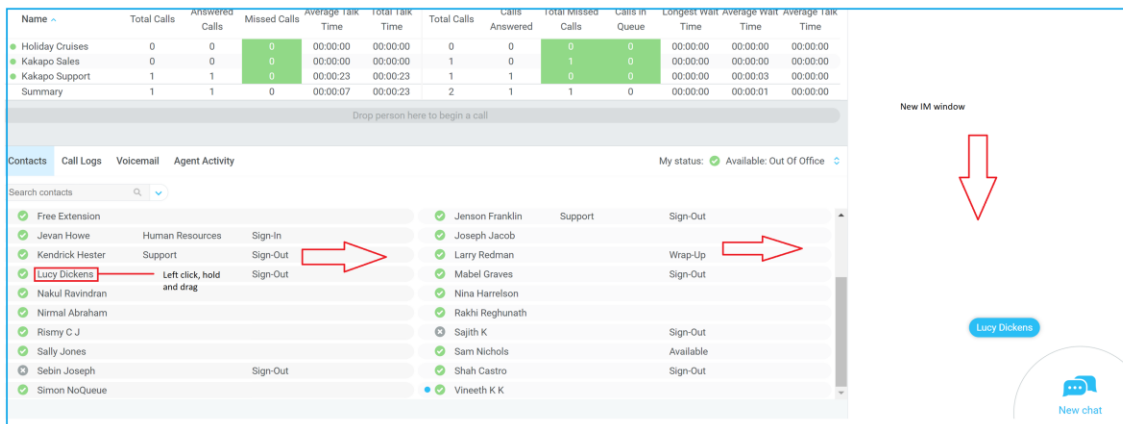 Name Total Calls Answered Calls Missed Calls Average Talk Time Total Talk Time Total Calls Calls Answered Total Missed Calls Calls in Queue Longest Wait Time Average Wait Time Average Talk Time
Holiday Cruises 0 0 0 00:00:00 00:00:00 0 0 0 0 00:00:00 00:00:00 00:00:00
Kakapo Sales 0 0 0 00:00:00 00:00:00 1 0 1 0 00:00:00 00:00:00 00:00:00
Kakapo Support 1 1 0 00:00:23 00:00:23 1 1 0 0 00:00:00 00:00:03 00:00:00
Summary 1 1 0 00:00:07 00:00:23 2 1 1 0 00:00:00 00:00:01 00:00:00
Drop person here to begin a call
New IM window
Contacts Call Logs Voicemail Agent Activity My status: Available: Out Of Office
Search contacts
Free Extension Jenson Franklin Support Sign-Out
Jevan Howe Human Resources Sign-In Joseph Jacob
Kendrick Hester Support Sign-Out Larry Redman Wrap-Up
Lucy Dickens Left click, hold and drag Sign-Out Mabel Graves Sign-Out
Nakul Ravindran Nina Harrelson
Nirmal Abraham Rakhi Reghunath
Rismy C J Sajith K Sign-Out
Sally Jones Sam Nichols Available
Sebin Joseph Sign-Out Shah Castro Sign-Out
Simon NoQueue Vineeth K K
Lucy Dickens
New chat